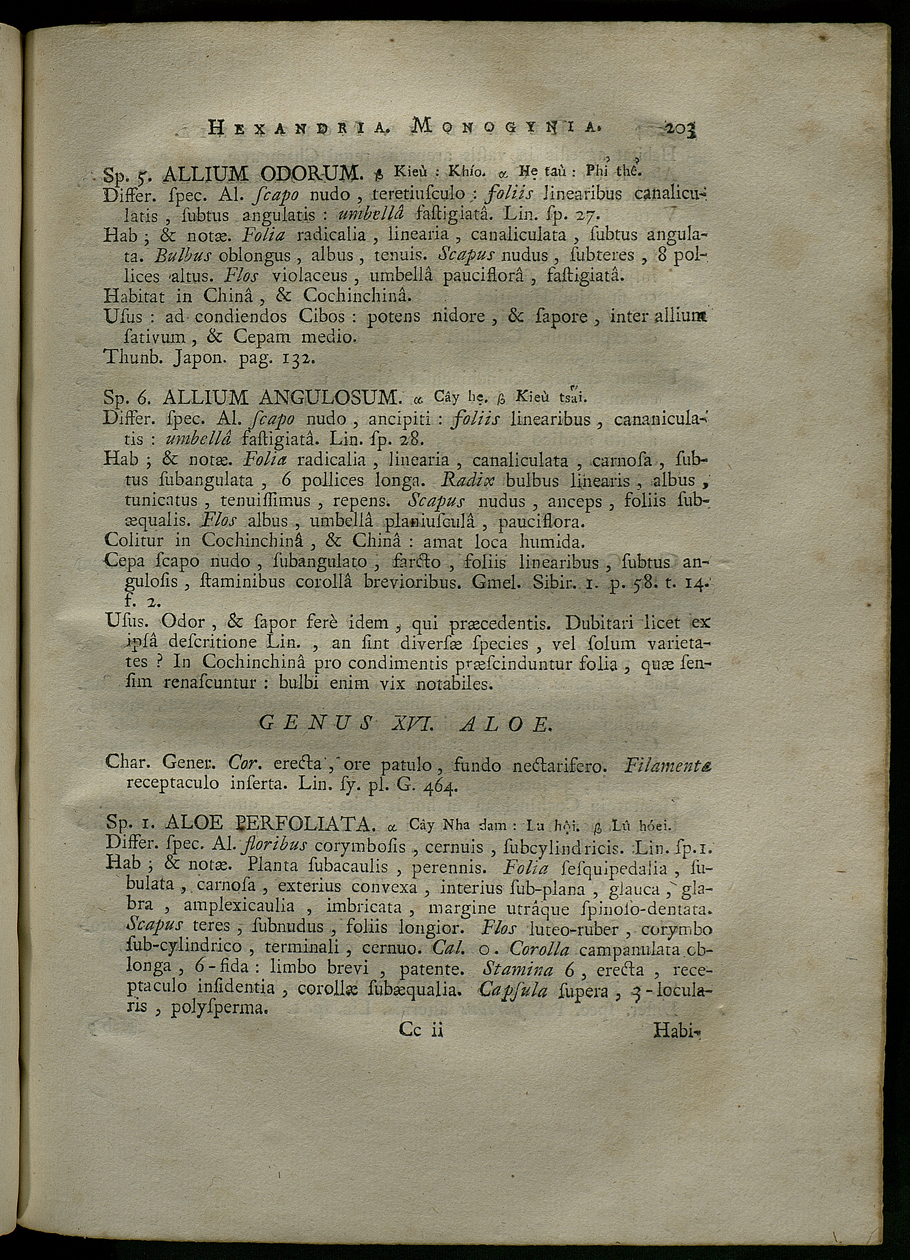 HEXANDRIA. MONOGYNIA. 203
Sp. 5. ALLIUM ODORUM. ꞵ Kieù : Khío. α Hẹ taù : Phỉ thẻ.
Differ. ſpec. Al. ſcapo nudo , teretiuſculo : foliis linearibus canalicu-
latis , ſubtus angulatis : umbellâ faſtigiatâ. Lin. ſp. 27.
Hab ; & notæ. Folia radicalia , linearia , canaliculata , ſubtus angula-
ta. Bulbus oblongus , albus , tenuis. Scapus nudus , ſubteres , 8 pol-
lices altus. Flos violaceus , umbellâ pauciflorâ , faſtigiatâ.
Habitat in Chinâ , & Cochinchinâ.
Uſus : ad condiendos Cibos : potens nidore , & ſapore , inter allium
ſativum , & Cepam medio.
Thunb. Japon. pag. 132.
Sp. 6. ALLIUM ANGULOSUM. α Cây hẹ. ꞵ Kieù tsãi.
Differ. ſpec. Al. ſcapo nudo , ancipiti : foliis linearibus , cananicula-
tis : umbellâ faſtigiatâ. Lin. ſp. 28.
Hab ; & notæ. Folia radicalia , linearia , canaliculata , carnoſa , ſub-
tus ſubangulata , 6 pollices longa. Radix bulbus linearis , albus ,
tunicatus , tenuiſſimus , repens. Scapus nudus , anceps , foliis ſub-
æqualis. Flos albus , umbellâ planiuſculâ , pauciflora.
Colitur in Cochinchinâ , & Chinâ : amat loca humida.
Cepa ſcapo nudo , ſubangulato , farcto , foliis linearibus , ſubtus an-
guloſis , ſtaminibus corollâ brevioribus. Gmel. Sibir. 1. p. 58. t. 14.
f. 2.
Uſus. Odor , & ſapor ferè idem , qui præcedentis. Dubitari licet ex
ipſâ deſcritione Lin. , an ſint diverſæ ſpecies , vel ſolum varieta-
tes ? In Cochinchinâ pro condimentis præſcinduntur folia , quæ ſen-
ſim renaſcuntur : bulbi enim vix notabiles.
GENUS XVI. ALOE.
Char. Gener. Cor. erecta , ore patulo , fundo nectarifero. Filamenta
receptaculo inſerta. Lin. ſy. pl. G. 464.
Sp. 1. ALOE PERFOLIATA. α Cây Nha dam : Lu hội. ꞵ Lû hóei.
Differ. ſpec. Al. floribus corymboſis , cernuis , ſubcylindricis. Lin. ſp. 1.
Hab ; & notæ. Planta ſubacaulis , perennis. Folia ſeſquipedalia , ſu-
bulata , carnoſa , exterius convexa , interius ſub-plana , glauca , gla-
bra , amplexicaulia , imbricata , margine utrâque ſpinoſo-dentata.
Scapus teres , ſubnudus , foliis longior. Flos luteo-ruber , corymbo
ſub-cylindrico , terminali , cernuo. Cal. o. Corolla campanulata ob-
longa , 6-fida : limbo brevi , patente. Stamina 6 , erecta , rece-
ptaculo inſidentia , corollæ ſubæqualia. Capſula ſupera , 3-locula-
ris , polyſperma.
Cc ii Habi-